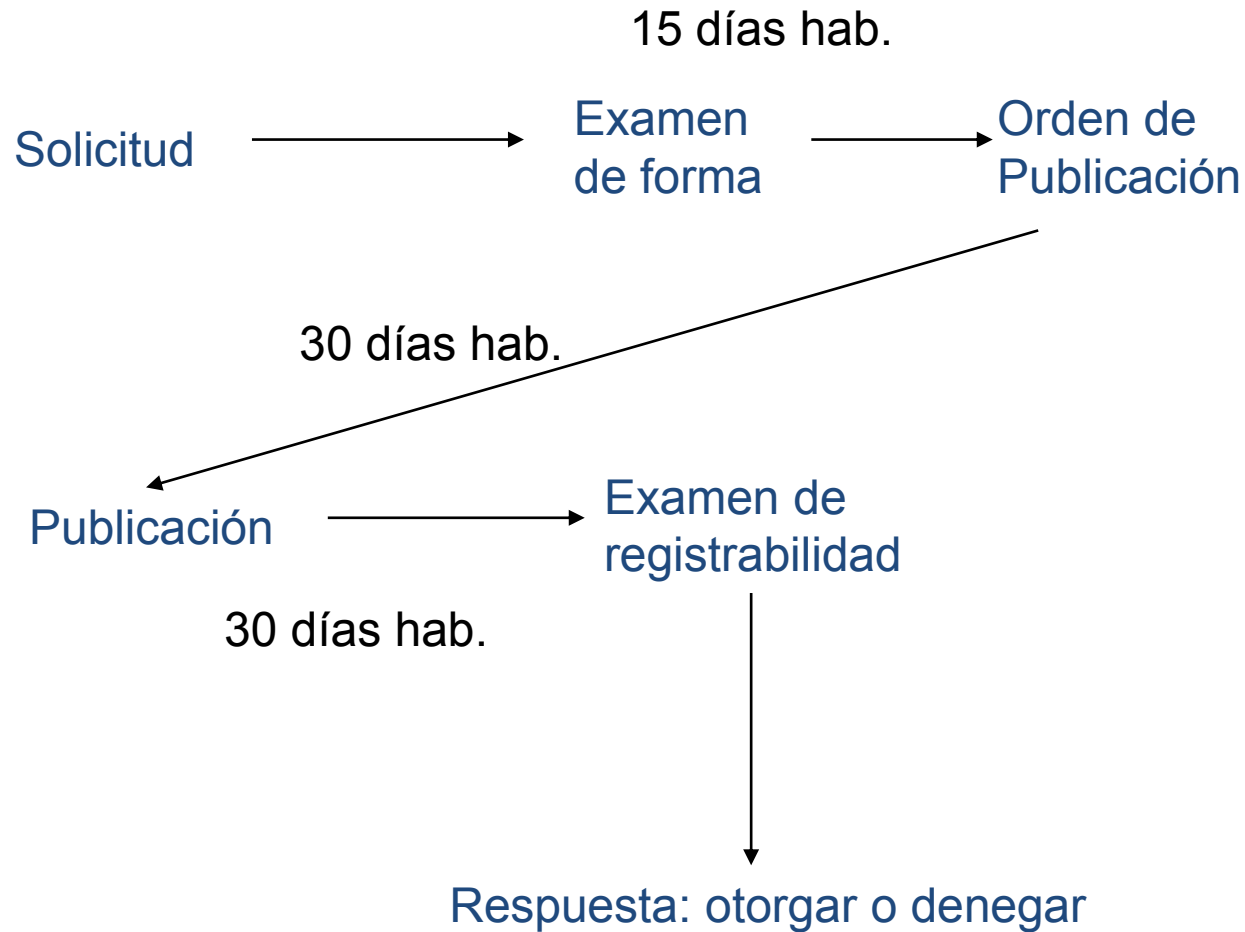 15 días hab.
Solicitud
Examen
de forma
Orden de
Publicación
30 días hab.
Publicación
Examen de
registrabilidad
30 días hab.
Respuesta: otorgar o denegar